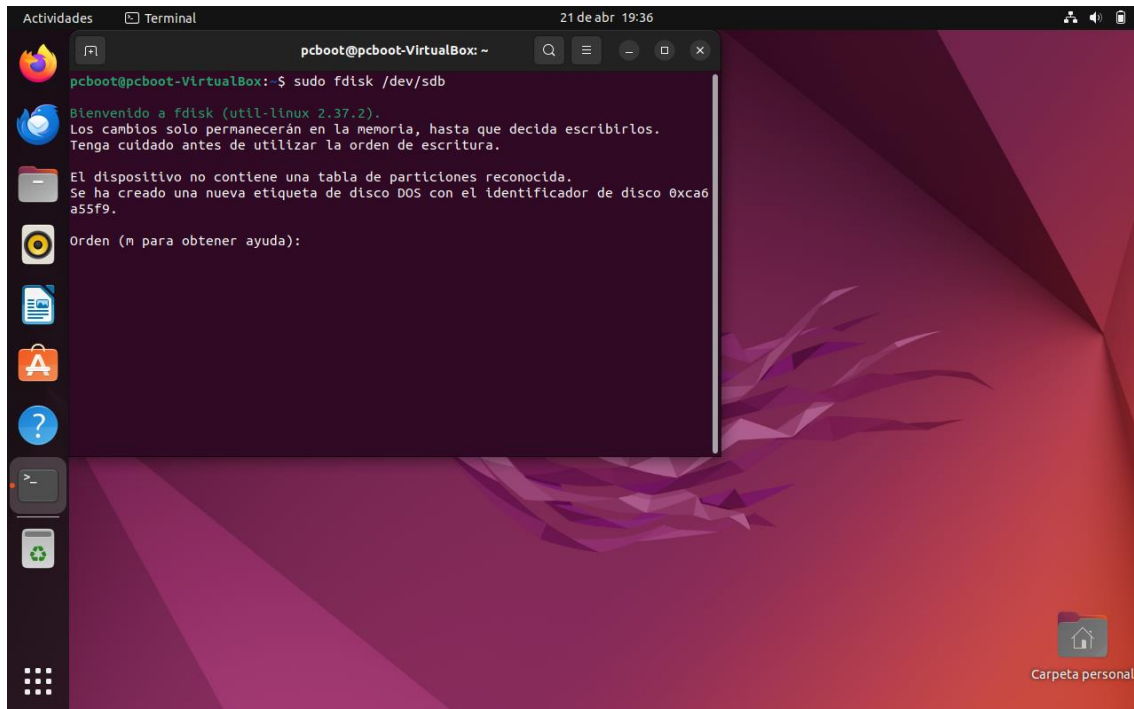 Actividades Terminal 21 de abr 19:36
pcboot@pcboot-VirtualBox: ~
pcboot@pcboot-VirtualBox:~$ sudo fdisk /dev/sdb
Bienvenido a fdisk (util-linux 2.37.2).
Los cambios solo permanecerán en la memoria, hasta que decida escribirlos.
Tenga cuidado antes de utilizar la orden de escritura.
El dispositivo no contiene una tabla de particiones reconocida.
Se ha creado una nueva etiqueta de disco DOS con el identificador de disco 0xca6
a55f9.
Orden (m para obtener ayuda):
Carpeta personal